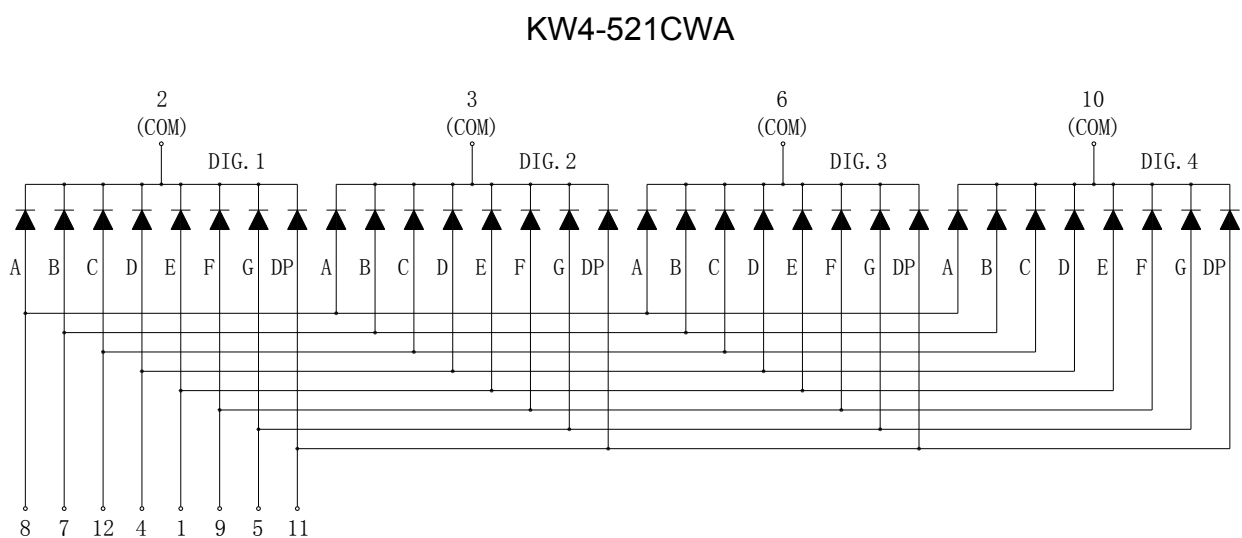 KW4-521CWA
2 3 6 10
(COM) (COM) (COM) (COM)
DIG.1 DIG.2 DIG.3 DIG.4
A B C D E F G DP A B C D E F G DP A B C D E F G DP A B C D E F G DP
8 7 12 4 1 9 5 11